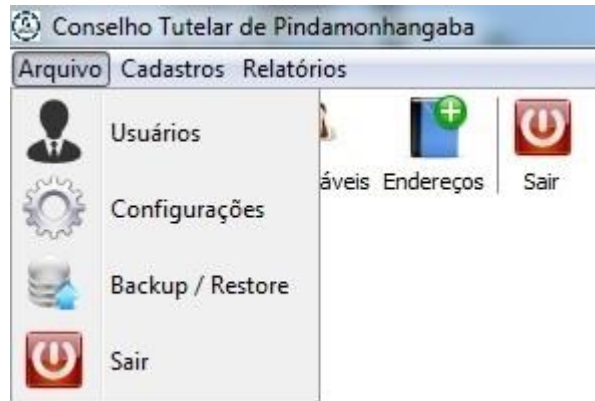 Conselho Tutelar de Pindamonhangaba
Arquivo Cadastros Relatórios
Usuários
Configurações
Backup / Restore
Sair
áveis Endereços Sair